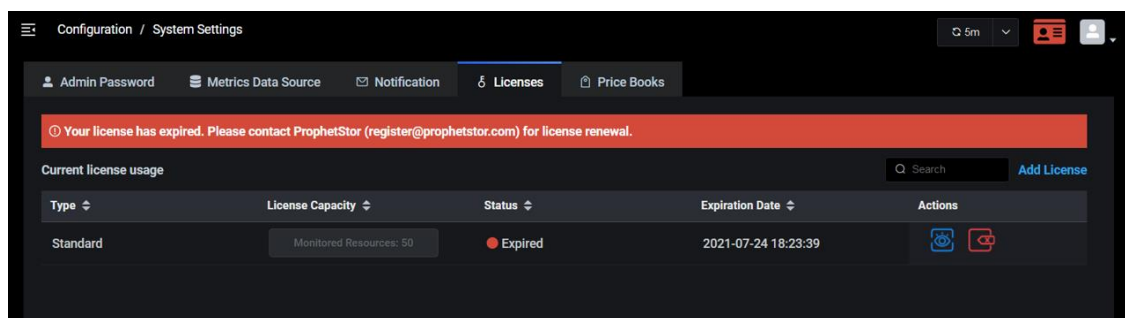 Configuration / System Settings
5m
Admin Password
Metrics Data Source
Notification
Licenses
Price Books
Your license has expired. Please contact ProphetStor (register@prophetstor.com) for license renewal.
Current license usage
Search
Add License
Type
License Capacity
Status
Expiration Date
Actions
Standard
Monitored Resources: 50
Expired
2021-07-24 18:23:39